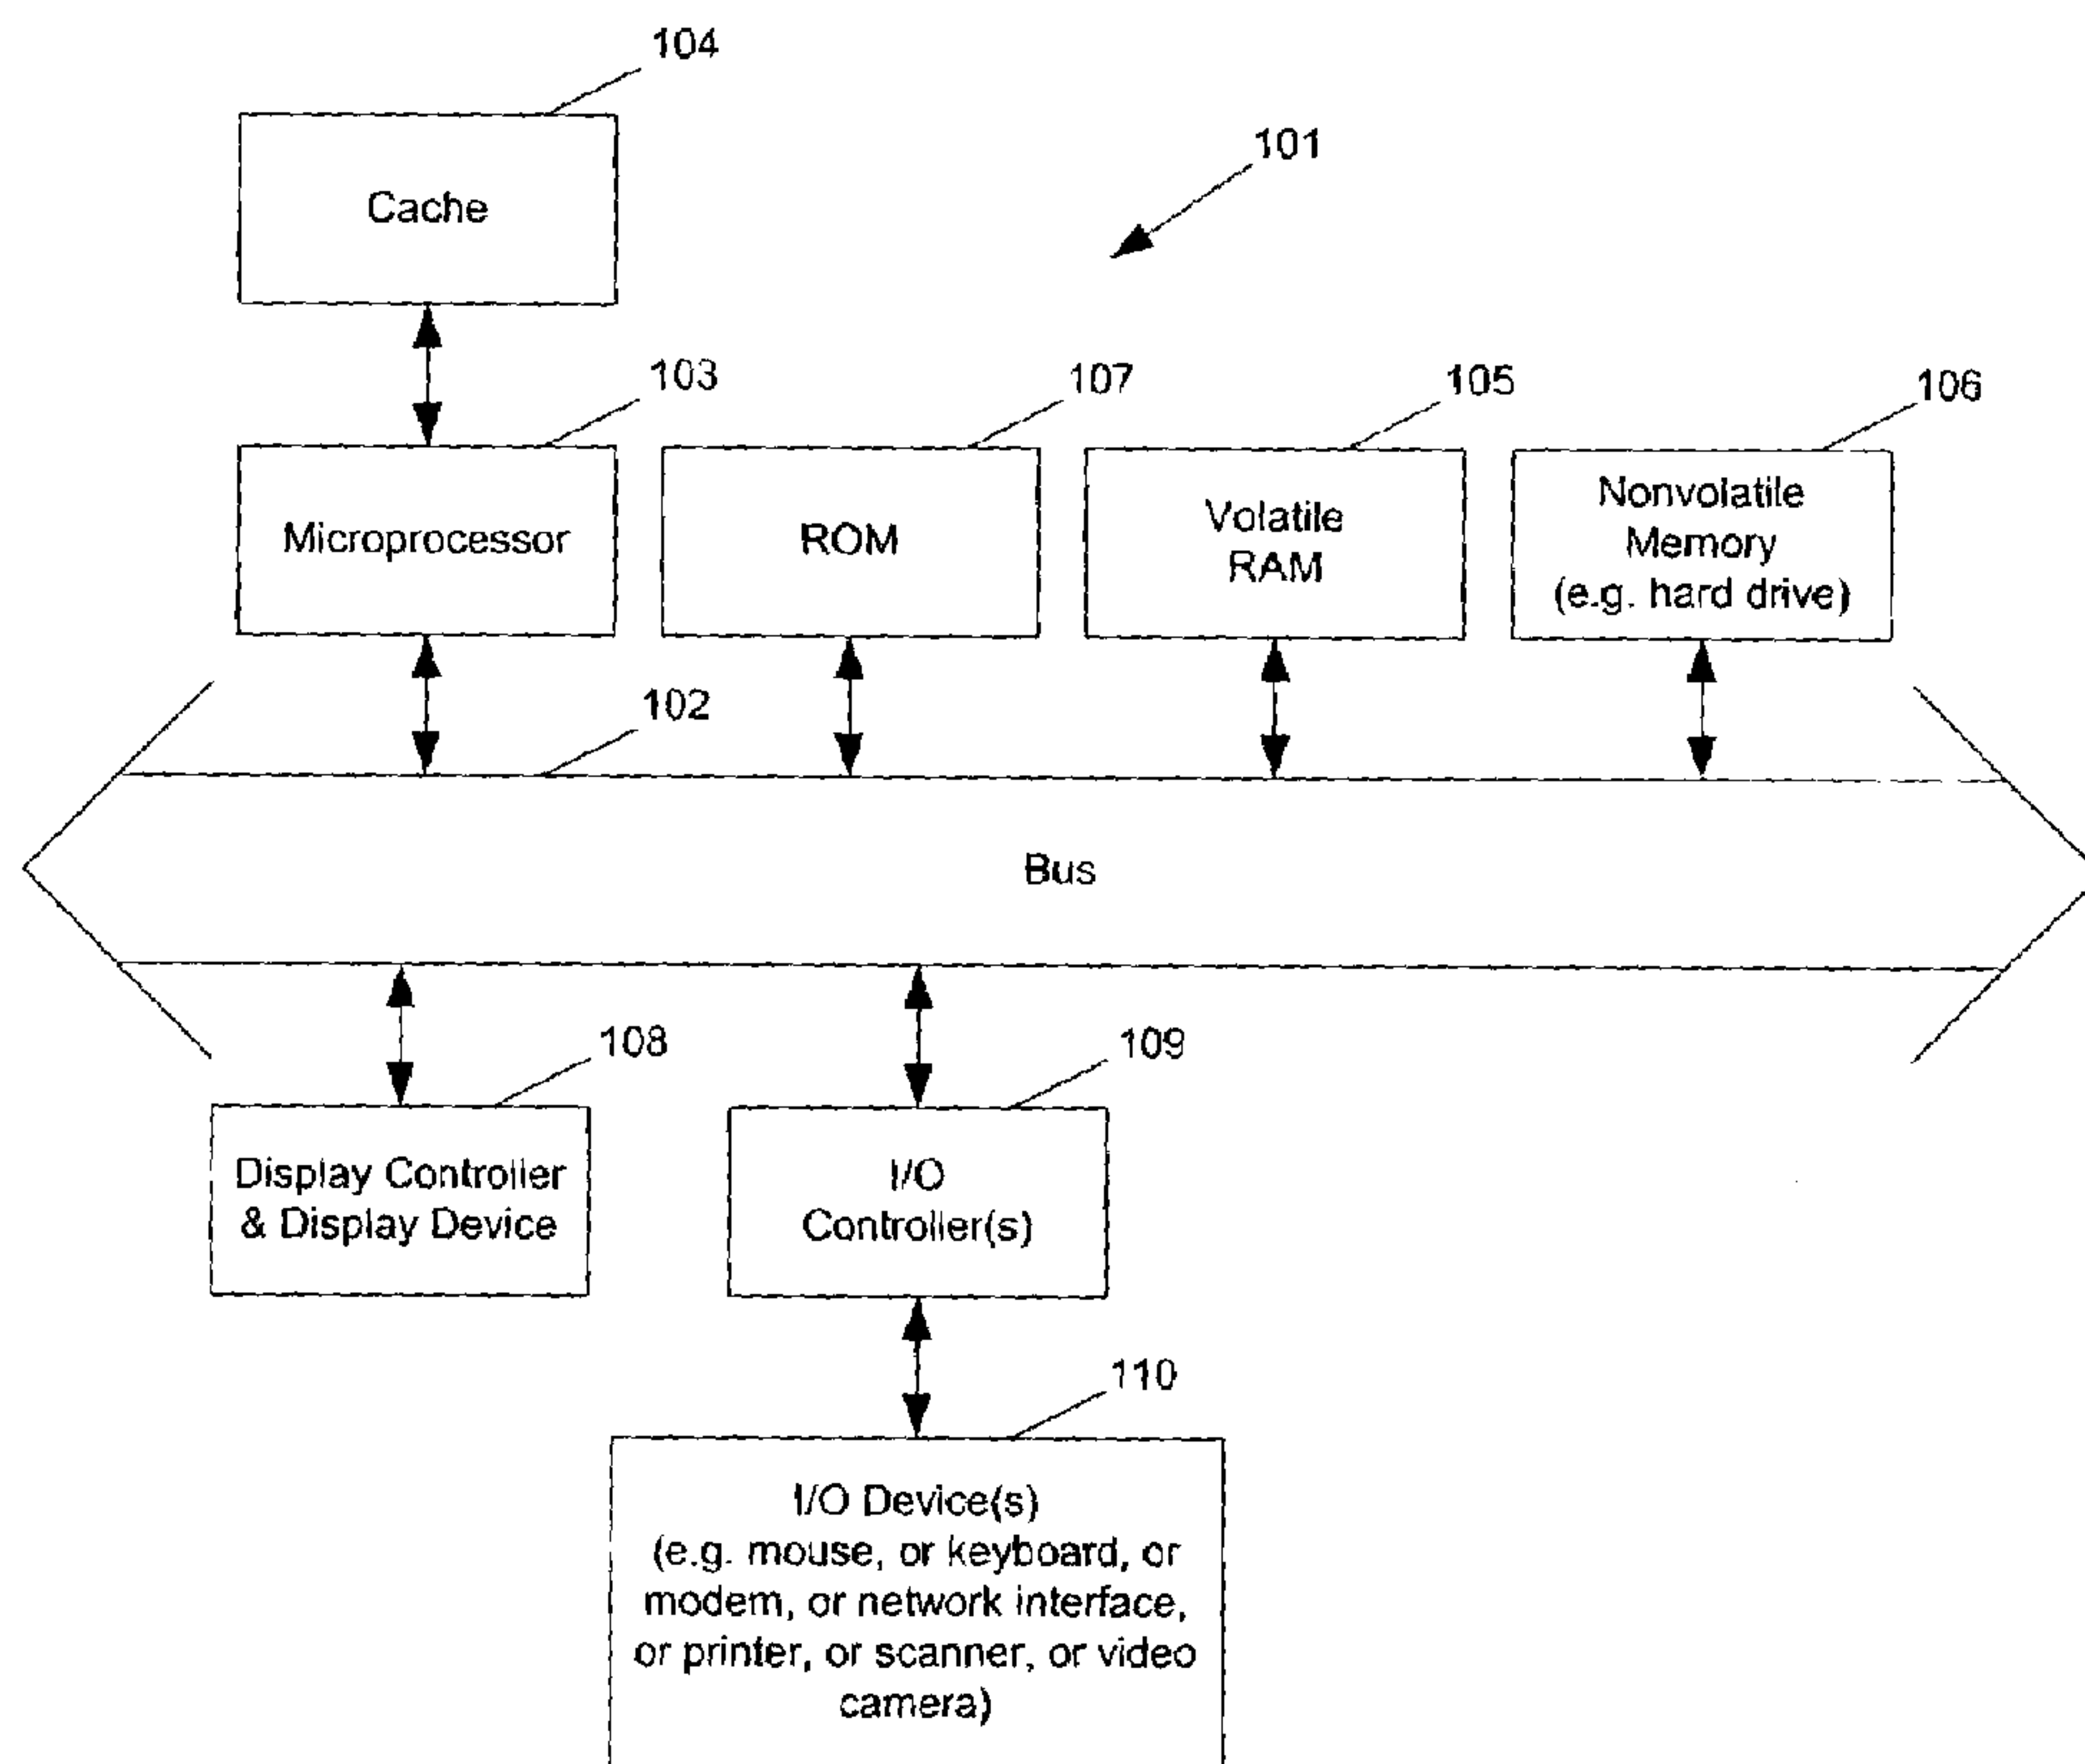 104
101
Cache
103
107
105
106
Microprocessor
ROM
Volatile
RAM
Nonvolatile
Memory
(e.g. hard drive)
102
Bus
108
109
Display Controller
& Display Device
I/O
Controller(s)
110
I/O Device(s)
(e.g. mouse, or keyboard, or
modem, or network interface,
or printer, or scanner, or video
camera)